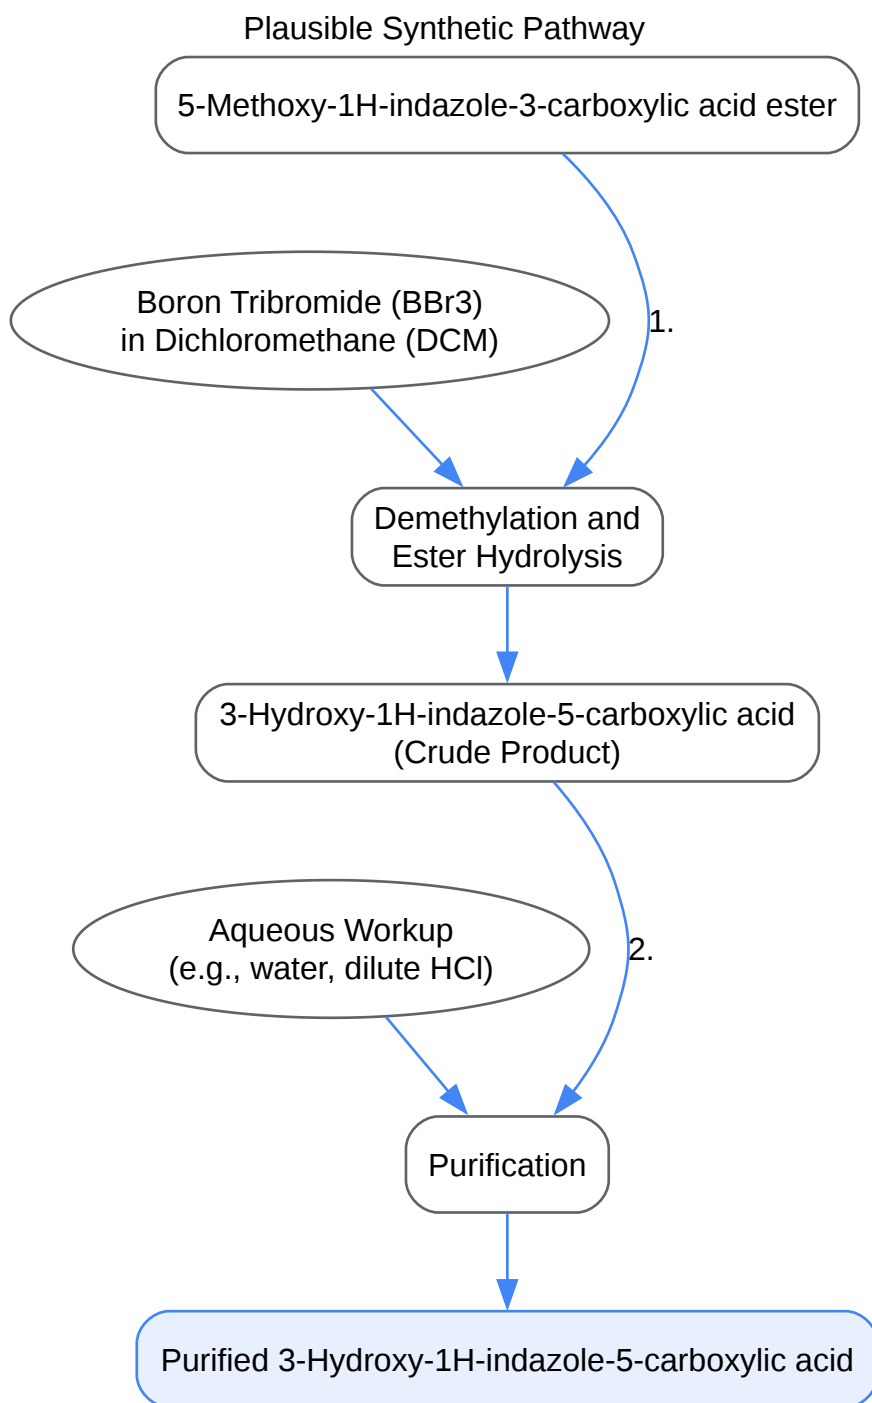 Plausible Synthetic Pathway
5-Methoxy-1H-indazole-3-carboxylic acid ester
Boron Tribromide (BBr3)
in Dichloromethane (DCM)
1.
Demethylation and
Ester Hydrolysis
3-Hydroxy-1H-indazole-5-carboxylic acid
(Crude Product)
Aqueous Workup
(e.g., water, dilute HCl)
2.
Purification
Purified 3-Hydroxy-1H-indazole-5-carboxylic acid